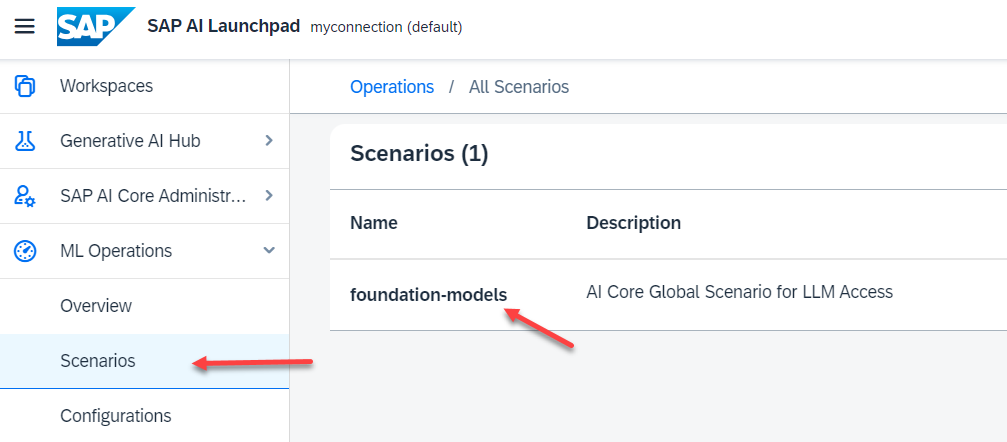 SAP SAP AI Launchpad myconnection (default)
Workspaces
Generative AI Hub
SAP AI Core Administr...
ML Operations
Overview
Scenarios
Configurations
Operations / All Scenarios
Scenarios (1)
Name Description
foundation-models AI Core Global Scenario for LLM Access